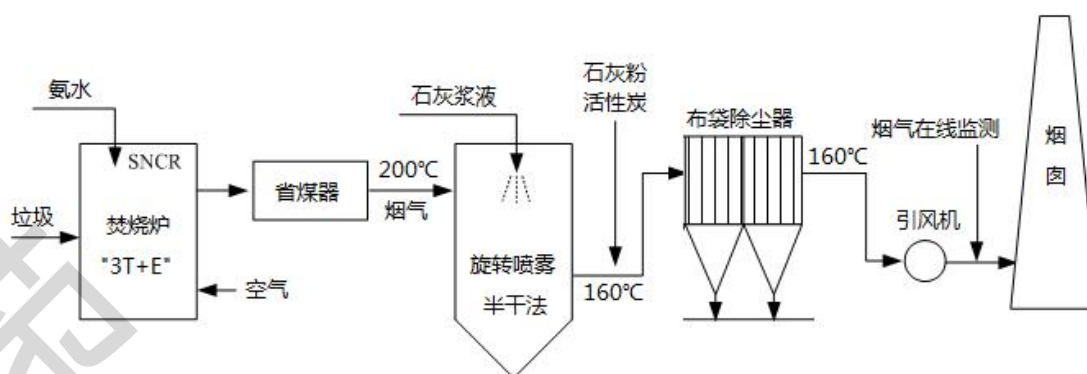 氨水
SNCR
垃圾
焚烧炉
"3T+E"
空气
省煤器
200℃
烟气
石灰浆液
旋转喷雾
半干法
石灰粉
活性炭
160℃
布袋除尘器
160℃
引风机
烟气在线监测
烟
囱